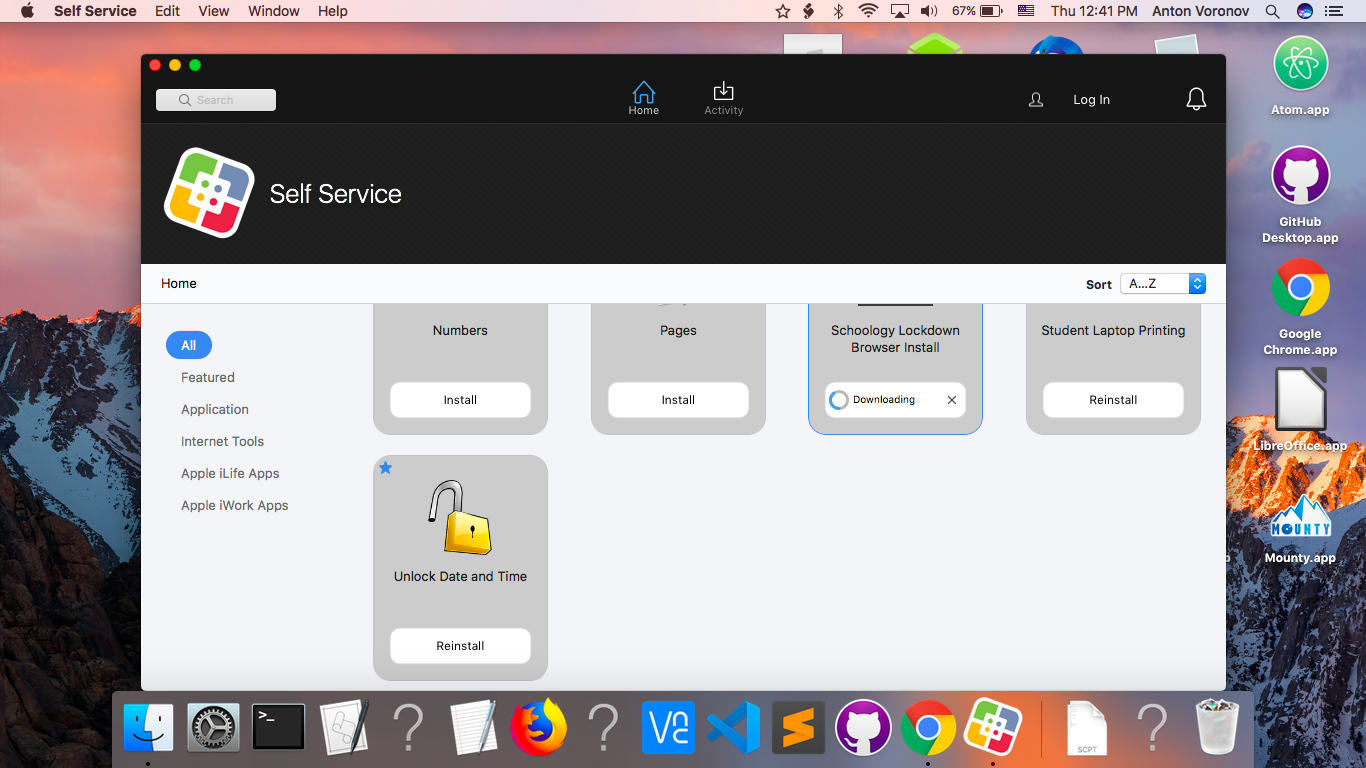 Self Service Edit View Window Help 67% Thu 12:41 PM Anton Voronov
Search
Home
Activity
Log In
Self Service
Home
Sort A...Z
All
Featured
Application
Internet Tools
Apple iLife Apps
Apple iWork Apps
Numbers
Install
Pages
Install
Schoology Lockdown
Browser Install
Downloading
Student Laptop Printing
Reinstall
Unlock Date and Time
Reinstall
Atom.app
GitHub
Desktop.app
Google
Chrome.app
LibreOffice.app
MOUNTY
Mounty.app
>_
SCPT